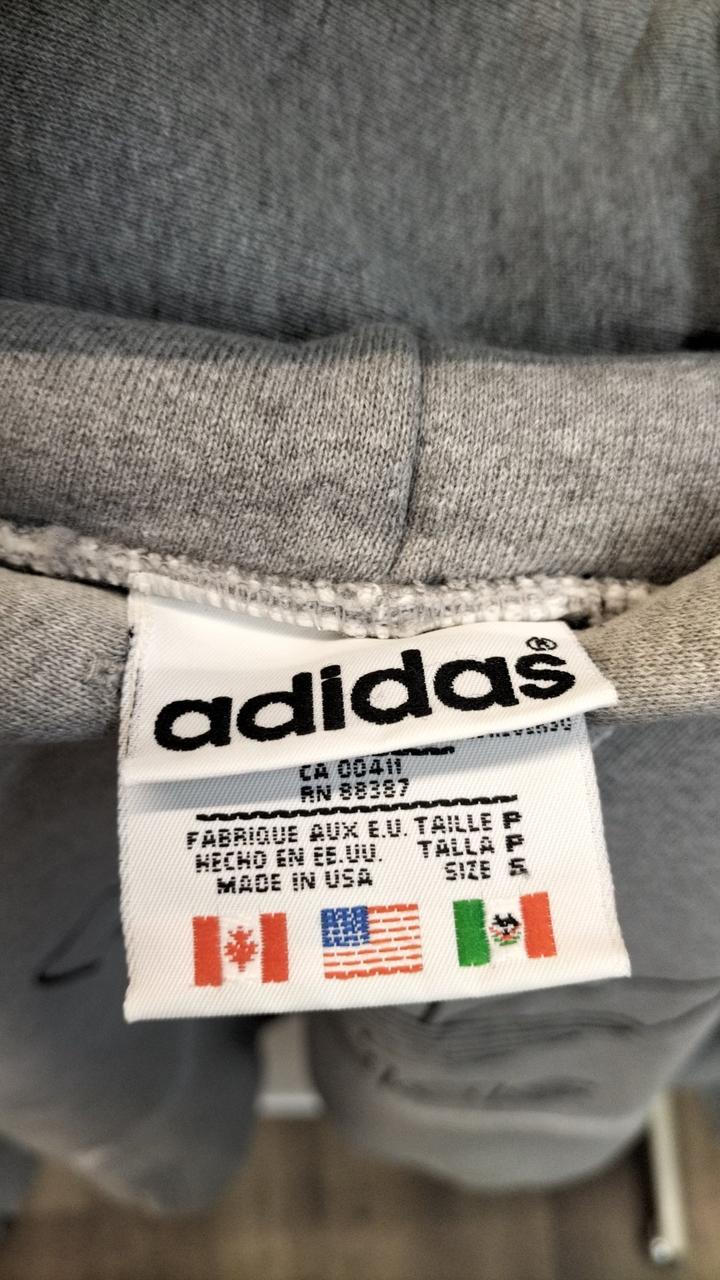 adidas®
CA 00411
RN 88387
FABRIQUE AUX E.U. TAILLE P
HECHO EN EE.UU. TALLA P
MADE IN USA SIZE S